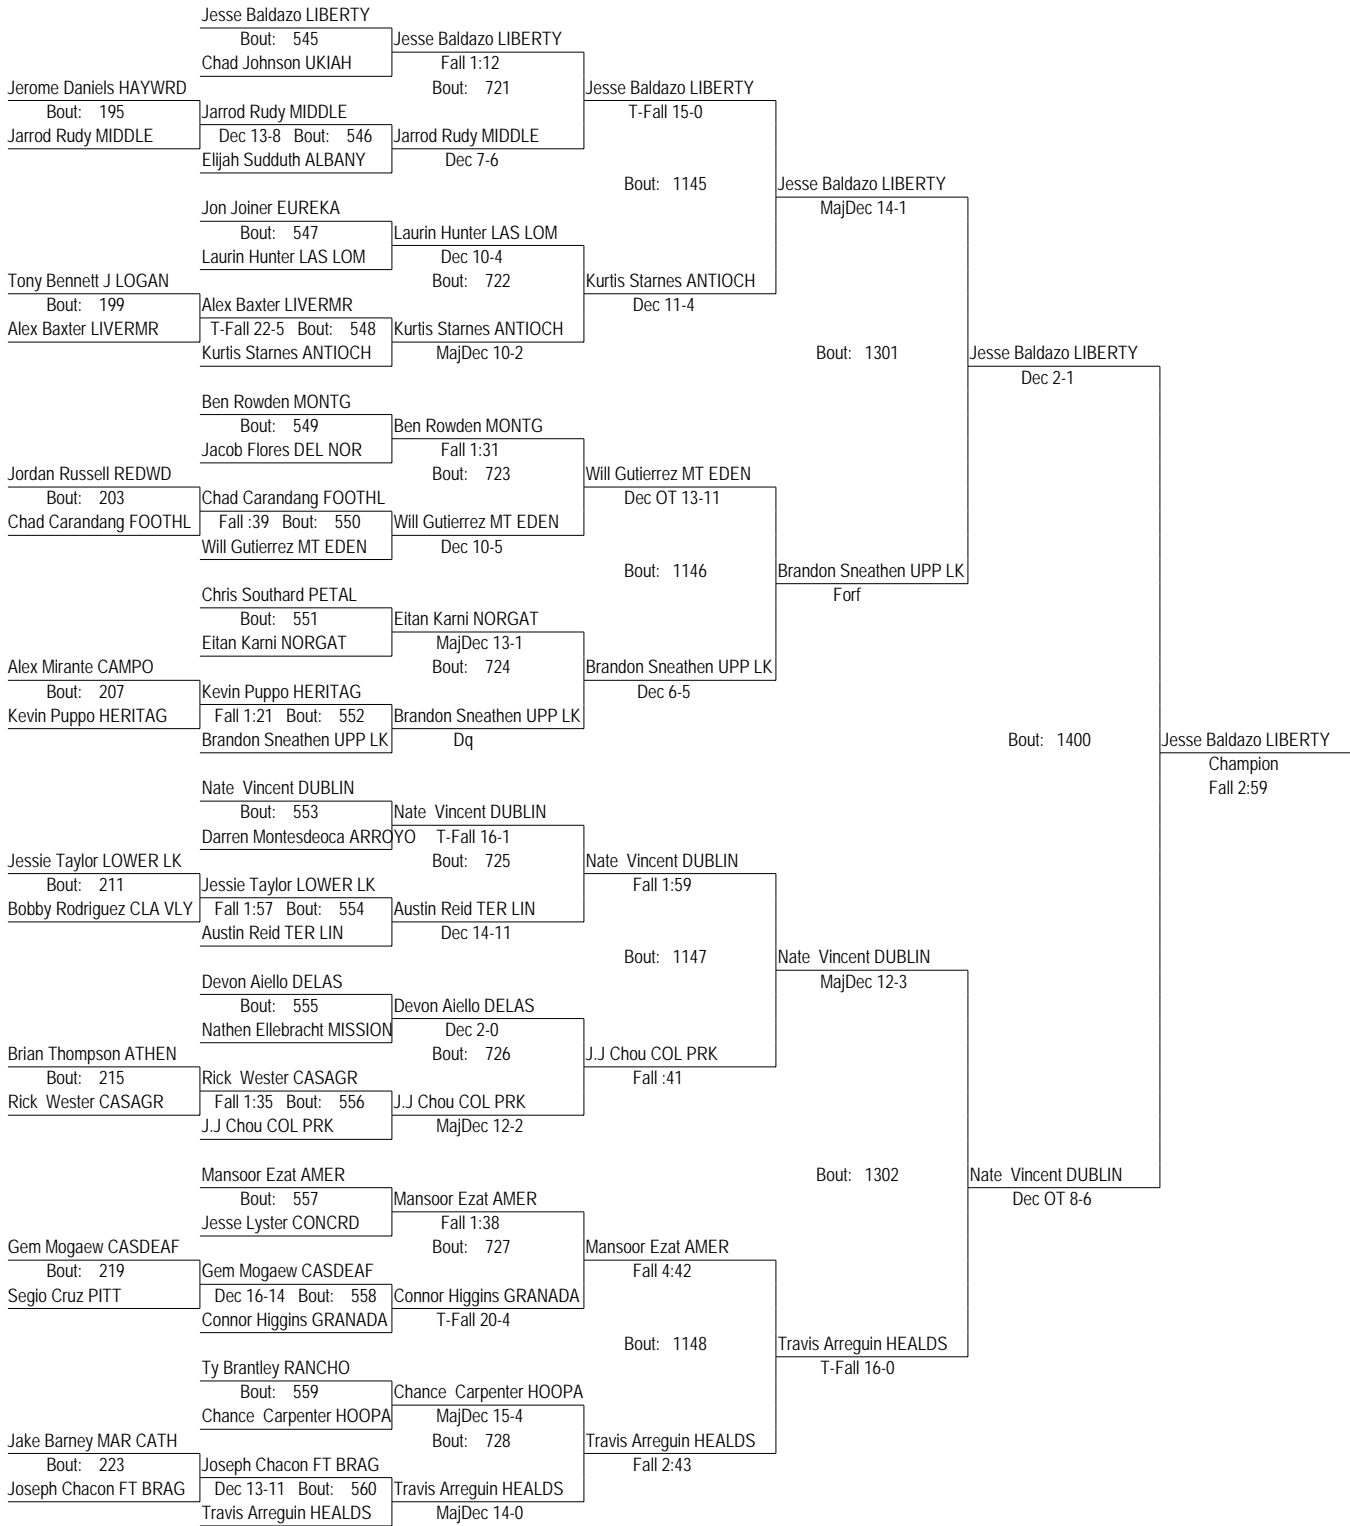 Jesse Baldazo LIBERTY
Bout: 545
Jesse Baldazo LIBERTY
Chad Johnson UKIAH
Fall 1:12
Jerome Daniels HAYWRD
Bout: 721
Jesse Baldazo LIBERTY
Bout: 195
Jarrod Rudy MIDDLE
T-Fall 15-0
Jarrod Rudy MIDDLE
Dec 13-8 Bout: 546
Jarrod Rudy MIDDLE
Elijah Sudduth ALBANY
Dec 7-6
Bout: 1145
Jesse Baldazo LIBERTY
Jon Joiner EUREKA
MajDec 14-1
Bout: 547
Laurin Hunter LAS LOM
Laurin Hunter LAS LOM
Dec 10-4
Tony Bennett J LOGAN
Bout: 722
Kurtis Starnes ANTIOCH
Bout: 199
Alex Baxter LIVERMR
Dec 11-4
Alex Baxter LIVERMR
T-Fall 22-5 Bout: 548
Kurtis Starnes ANTIOCH
Kurtis Starnes ANTIOCH
MajDec 10-2
Bout: 1301
Jesse Baldazo LIBERTY
Dec 2-1
Ben Rowden MONTG
Bout: 549
Ben Rowden MONTG
Jacob Flores DEL NOR
Fall 1:31
Jordan Russell REDWD
Bout: 723
Will Gutierrez MT EDEN
Bout: 203
Chad Carandang FOOTHL
Dec OT 13-11
Chad Carandang FOOTHL
Fall :39 Bout: 550
Will Gutierrez MT EDEN
Will Gutierrez MT EDEN
Dec 10-5
Bout: 1146
Brandon Sneathen UPP LK
Chris Southard PETAL
Forf
Bout: 551
Eitan Karni NORGAT
Eitan Karni NORGAT
MajDec 13-1
Alex Mirante CAMPO
Bout: 724
Brandon Sneathen UPP LK
Bout: 207
Kevin Puppo HERITAG
Dec 6-5
Kevin Puppo HERITAG
Fall 1:21 Bout: 552
Brandon Sneathen UPP LK
Brandon Sneathen UPP LK
Dq
Bout: 1400
Jesse Baldazo LIBERTY
Champion
Fall 2:59
Nate Vincent DUBLIN
Bout: 553
Nate Vincent DUBLIN
Darren Montesdeoca ARROYO
T-Fall 16-1
Jessie Taylor LOWER LK
Bout: 725
Nate Vincent DUBLIN
Bout: 211
Jessie Taylor LOWER LK
Fall 1:59
Bobby Rodriguez CLA VLY
Fall 1:57 Bout: 554
Austin Reid TER LIN
Austin Reid TER LIN
Dec 14-11
Bout: 1147
Nate Vincent DUBLIN
Devon Aiello DELAS
MajDec 12-3
Bout: 555
Devon Aiello DELAS
Nathen Ellebracht MISSION
Dec 2-0
Brian Thompson ATHEN
Bout: 726
J.J Chou COL PRK
Bout: 215
Rick Wester CASAGR
Fall :41
Rick Wester CASAGR
Fall 1:35 Bout: 556
J.J Chou COL PRK
J.J Chou COL PRK
MajDec 12-2
Mansoor Ezat AMER
Bout: 1302
Nate Vincent DUBLIN
Bout: 557
Mansoor Ezat AMER
Dec OT 8-6
Jesse Lyster CONCRD
Fall 1:38
Gem Mogaew CASDEAF
Bout: 727
Mansoor Ezat AMER
Bout: 219
Gem Mogaew CASDEAF
Fall 4:42
Segio Cruz PITT
Dec 16-14 Bout: 558
Connor Higgins GRANADA
Connor Higgins GRANADA
T-Fall 20-4
Bout: 1148
Travis Arreguin HEALDS
Ty Brantley RANCHO
T-Fall 16-0
Bout: 559
Chance Carpenter HOOPA
Chance Carpenter HOOPA
MajDec 15-4
Jake Barney MAR CATH
Bout: 728
Travis Arreguin HEALDS
Bout: 223
Joseph Chacon FT BRAG
Fall 2:43
Joseph Chacon FT BRAG
Dec 13-11 Bout: 560
Travis Arreguin HEALDS
Travis Arreguin HEALDS
MajDec 14-0